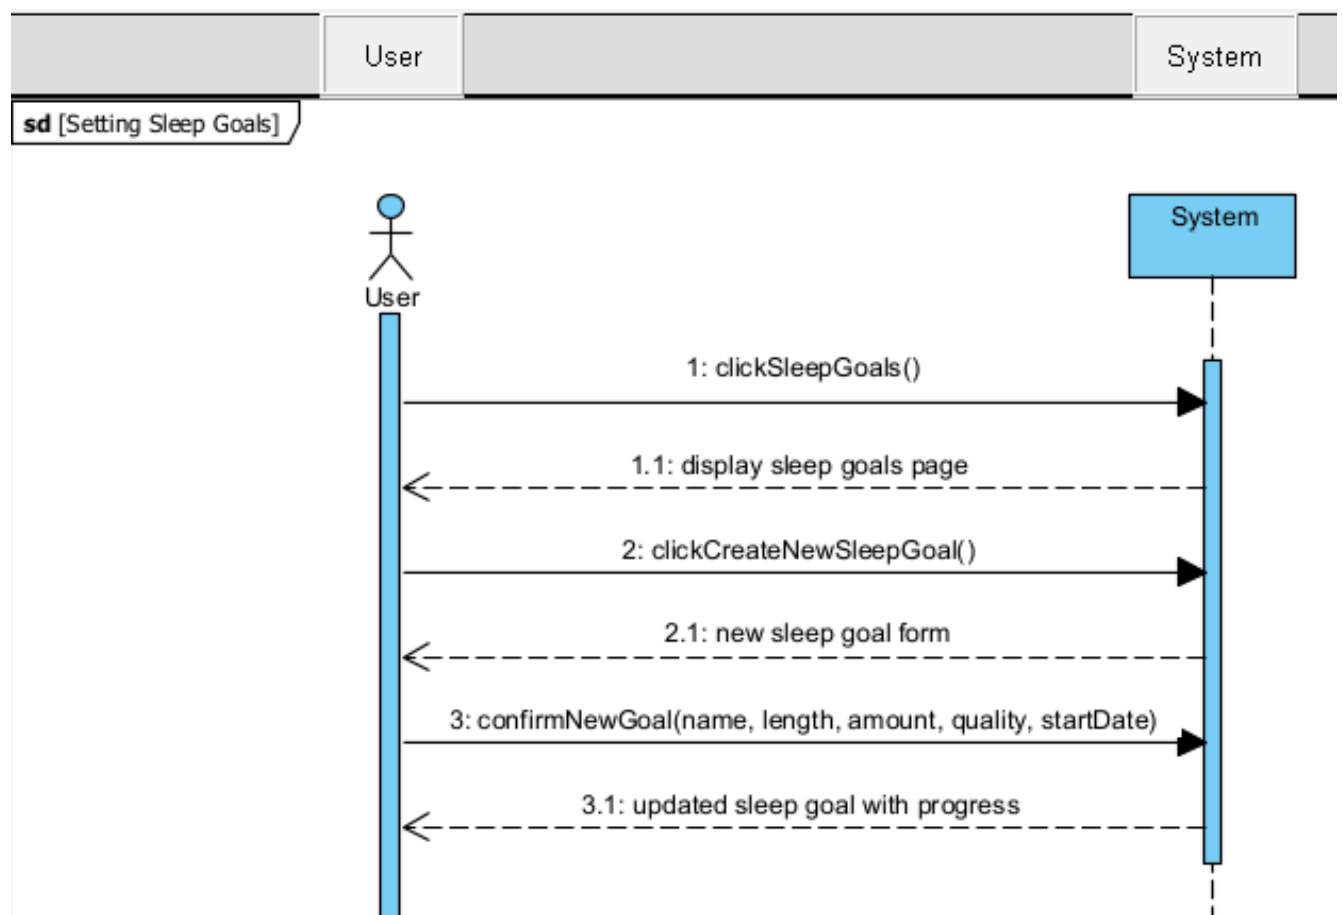 User
System
sd [Setting Sleep Goals]
System
User
1: clickSleepGoals()
1.1: display sleep goals page
2: clickCreateNewSleepGoal()
2.1: new sleep goal form
3: confirmNewGoal(name, length, amount, quality, startDate)
3.1: updated sleep goal with progress